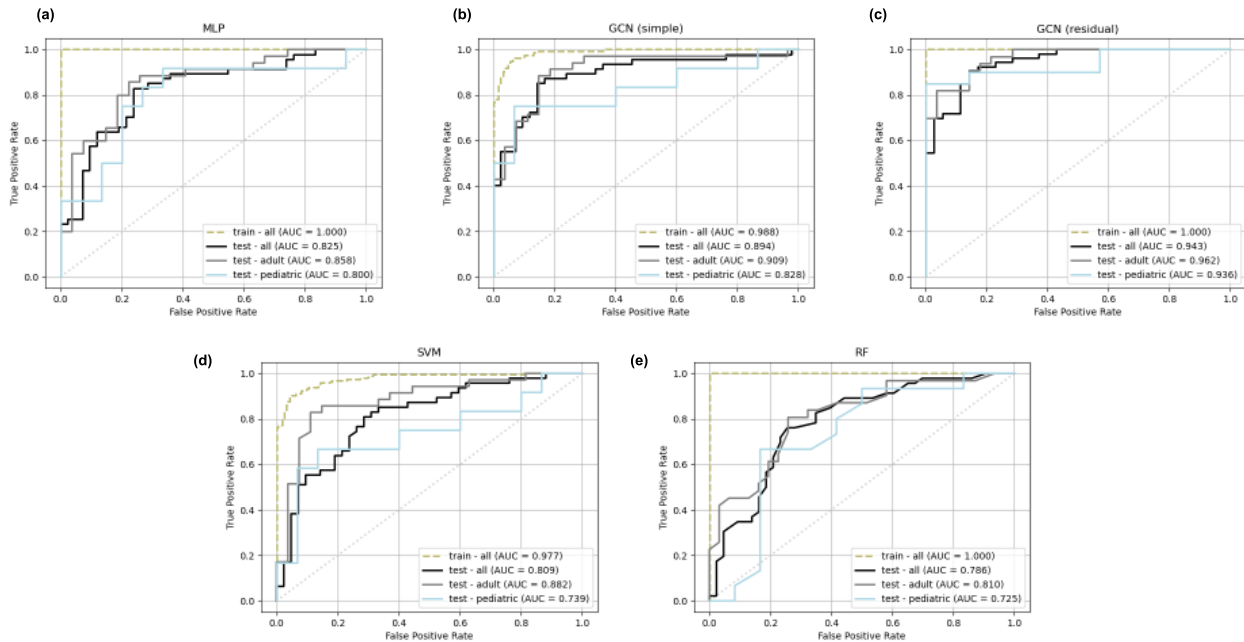 (a)
MLP
True Positive Rate
1.0
0.8
0.6
0.4
0.2
0.0
0.0 0.2 0.4 0.6 0.8 1.0
False Positive Rate
train - all (AUC = 1.000)
test - all (AUC = 0.825)
test - adult (AUC = 0.858)
test - pediatric (AUC = 0.800)
(b)
GCN (simple)
True Positive Rate
1.0
0.8
0.6
0.4
0.2
0.0
0.0 0.2 0.4 0.6 0.8 1.0
False Positive Rate
train - all (AUC = 0.988)
test - all (AUC = 0.894)
test - adult (AUC = 0.909)
test - pediatric (AUC = 0.828)
(c)
GCN (residual)
True Positive Rate
1.0
0.8
0.6
0.4
0.2
0.0
0.0 0.2 0.4 0.6 0.8 1.0
False Positive Rate
train - all (AUC = 1.000)
test - all (AUC = 0.943)
test - adult (AUC = 0.962)
test - pediatric (AUC = 0.936)
(d)
SVM
True Positive Rate
1.0
0.8
0.6
0.4
0.2
0.0
0.0 0.2 0.4 0.6 0.8 1.0
False Positive Rate
train - all (AUC = 0.977)
test - all (AUC = 0.809)
test - adult (AUC = 0.882)
test - pediatric (AUC = 0.739)
(e)
RF
True Positive Rate
1.0
0.8
0.6
0.4
0.2
0.0
0.0 0.2 0.4 0.6 0.8 1.0
False Positive Rate
train - all (AUC = 1.000)
test - all (AUC = 0.786)
test - adult (AUC = 0.810)
test - pediatric (AUC = 0.725)